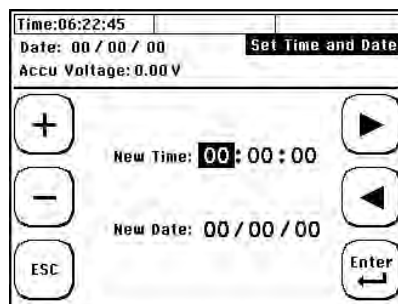 Time:06:22:45
Date: 00 / 00 / 00 Set Time and Date
Accu Voltage: 0.00 V
+
New Time: 00 : 00 : 00
−
New Date: 00 / 00 / 00
ESC
Enter